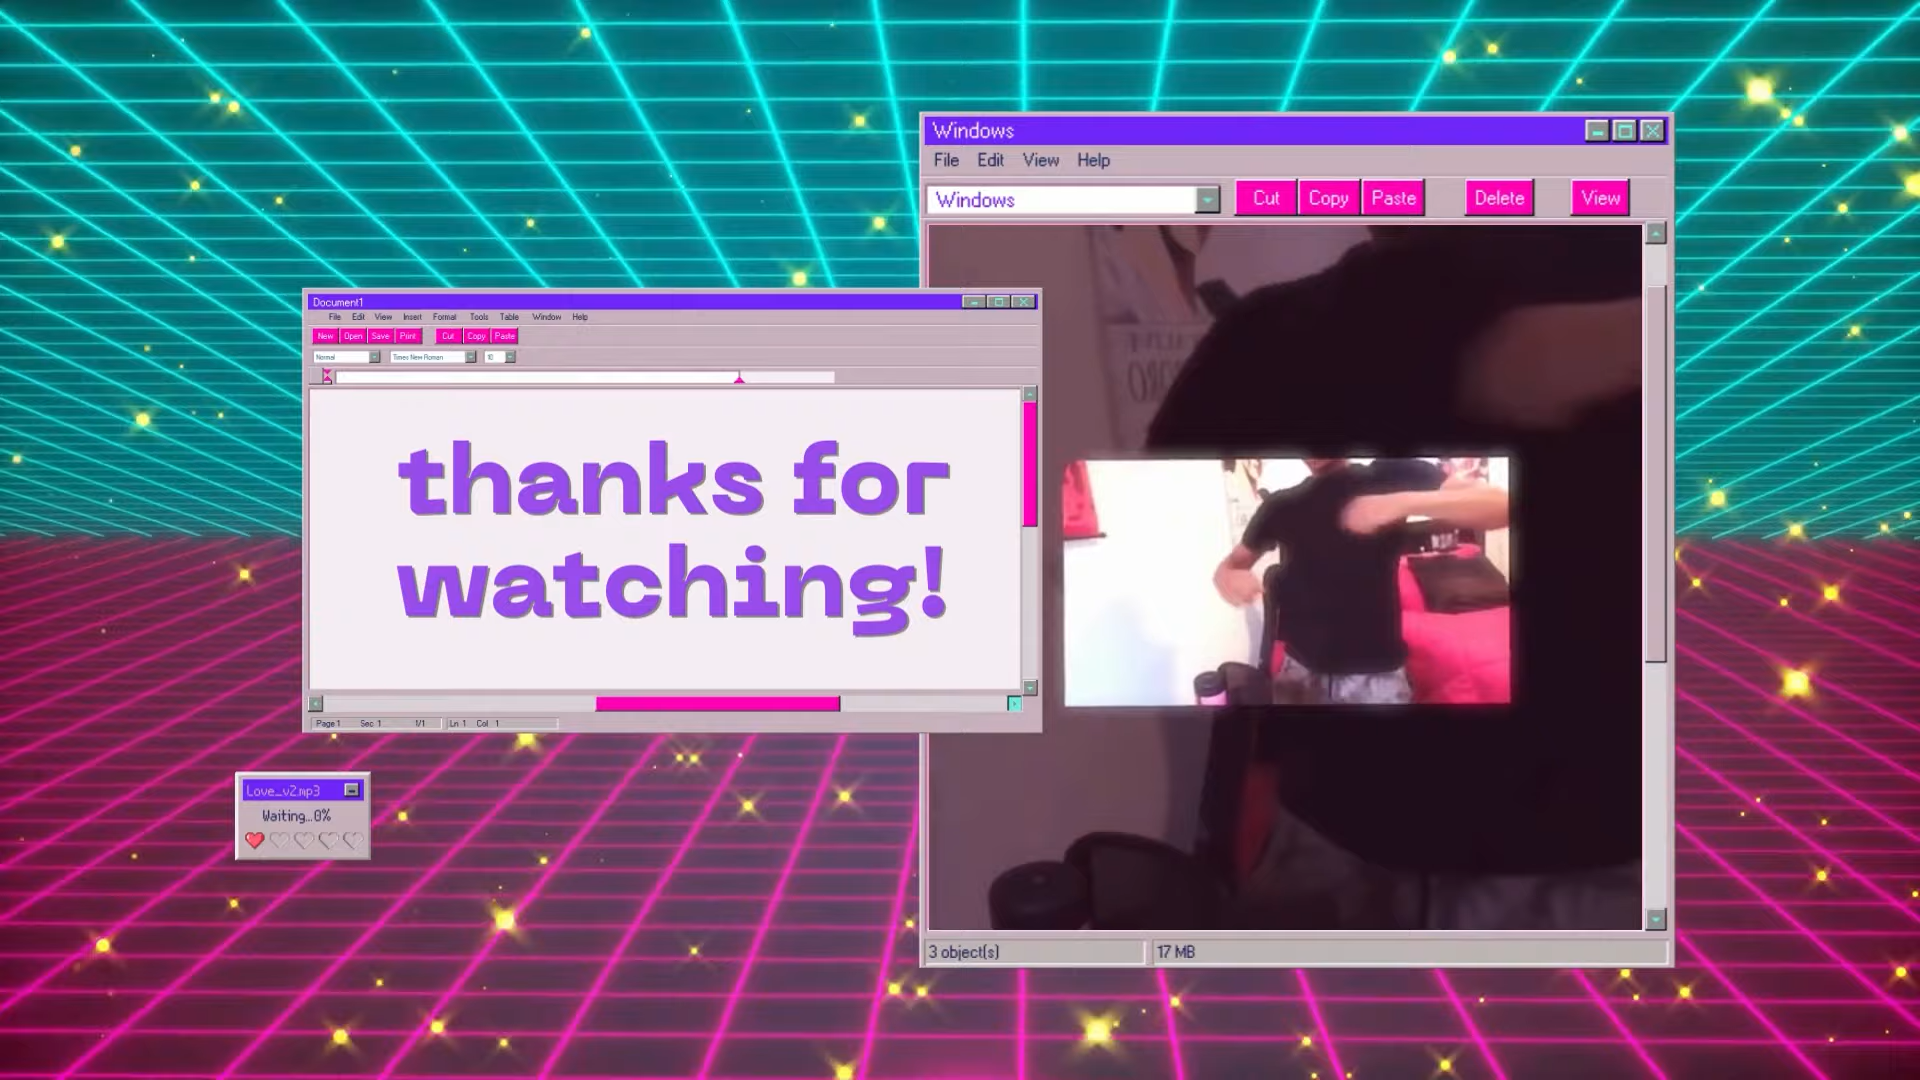 Windows
File Edit View Help
Windows
Cut Copy Paste Delete View
Document1
File Edit View Insert Format Tools Table Window Help
New Open Save Print Cut Copy Paste
Normal Times New Roman 10
thanks for
watching!
Page 1 Sec 1 1/1 Ln 1 Col 1
Love_v2.mp3
Waiting...0%
3 object(s) 17 MB